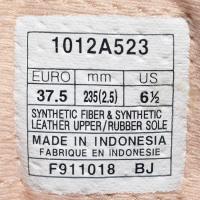 1012A523
EURO mm US
37.5 235(2.5) 6½
SYNTHETIC FIBER & SYNTHETIC
LEATHER UPPER/RUBBER SOLE
MADE IN INDONESIA
FABRIQUE EN INDONESIE
F911018 BJ